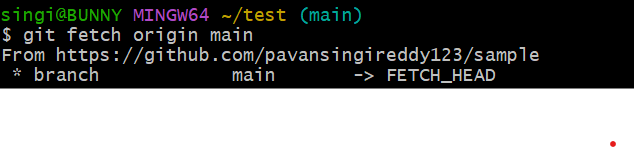 singi@BUNNY MINGW64 ~/test (main)
$ git fetch origin main
From https://github.com/pavansingireddy123/sample
 * branch            main       -> FETCH_HEAD